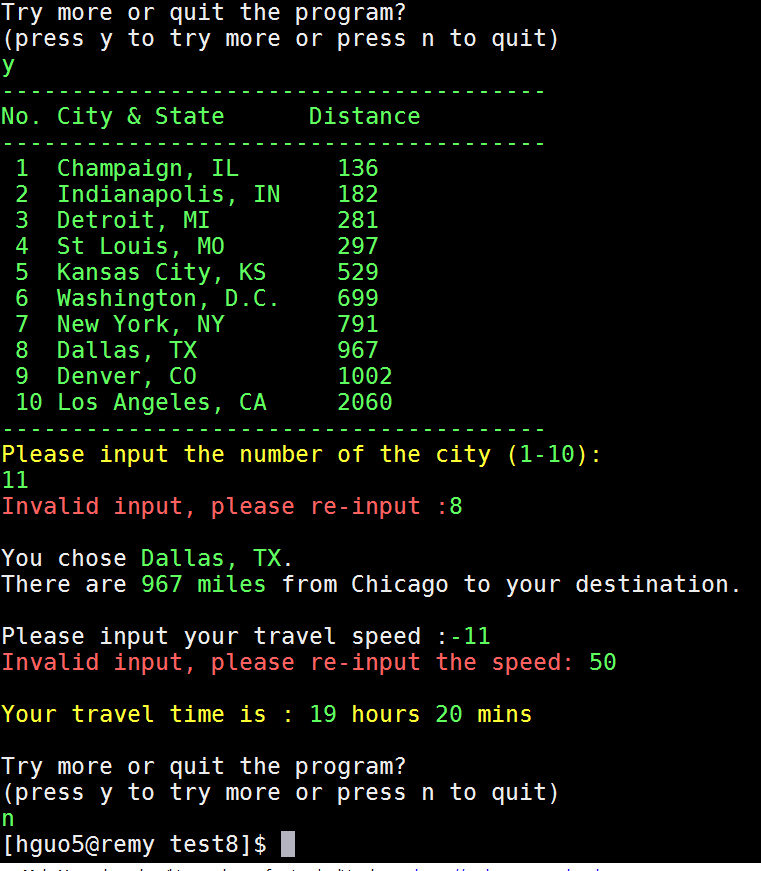 Try more or quit the program?
(press y to try more or press n to quit)
y
---------------------------------------
No. City & State      Distance
---------------------------------------
 1  Champaign, IL       136
 2  Indianapolis, IN    182
 3  Detroit, MI         281
 4  St Louis, MO        297
 5  Kansas City, KS     529
 6  Washington, D.C.    699
 7  New York, NY        791
 8  Dallas, TX          967
 9  Denver, CO          1002
 10 Los Angeles, CA     2060
---------------------------------------
Please input the number of the city (1-10):
11
Invalid input, please re-input :8
You chose Dallas, TX.
There are 967 miles from Chicago to your destination.
Please input your travel speed :-11
Invalid input, please re-input the speed: 50
Your travel time is : 19 hours 20 mins
Try more or quit the program?
(press y to try more or press n to quit)
n
[hguo5@remy test8]$